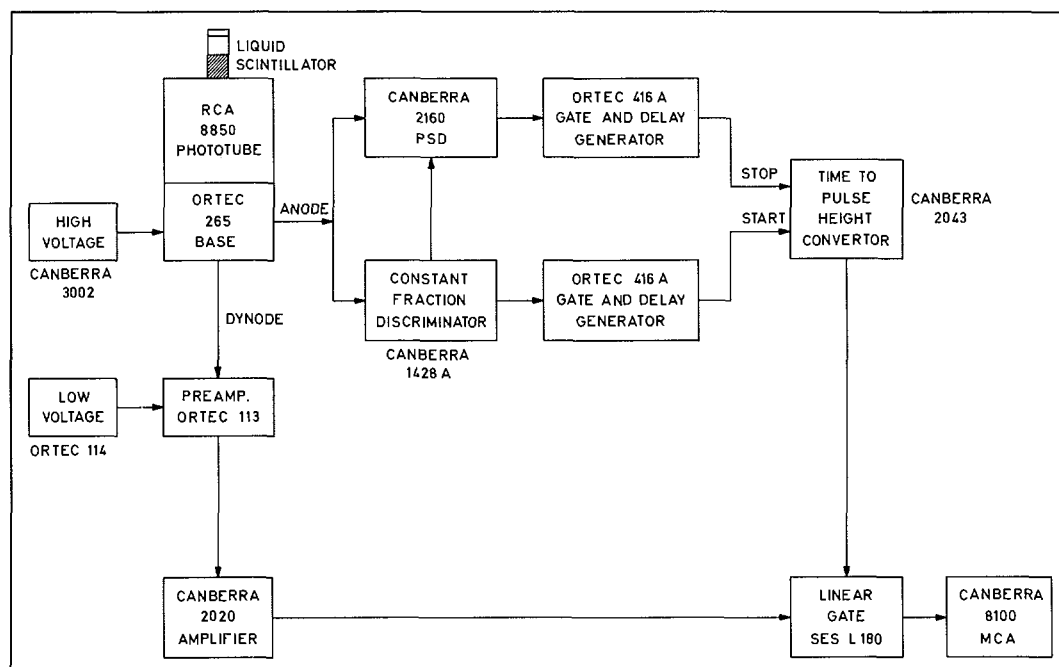 LIQUID
SCINTILLATOR
RCA
8850
PHOTOTUBE
ORTEC
265
BASE
HIGH
VOLTAGE
CANBERRA
3002
ANODE
DYNODE
CANBERRA
2160
PSD
ORTEC 416 A
GATE AND DELAY
GENERATOR
STOP
START
TIME TO
PULSE
HEIGHT
CONVERTOR
CANBERRA
2043
CONSTANT
FRACTION
DISCRIMINATOR
CANBERRA
1428 A
ORTEC 416 A
GATE AND DELAY
GENERATOR
LOW
VOLTAGE
ORTEC 114
PREAMP.
ORTEC 113
CANBERRA
2020
AMPLIFIER
LINEAR
GATE
SES L 180
CANBERRA
8100
MCA